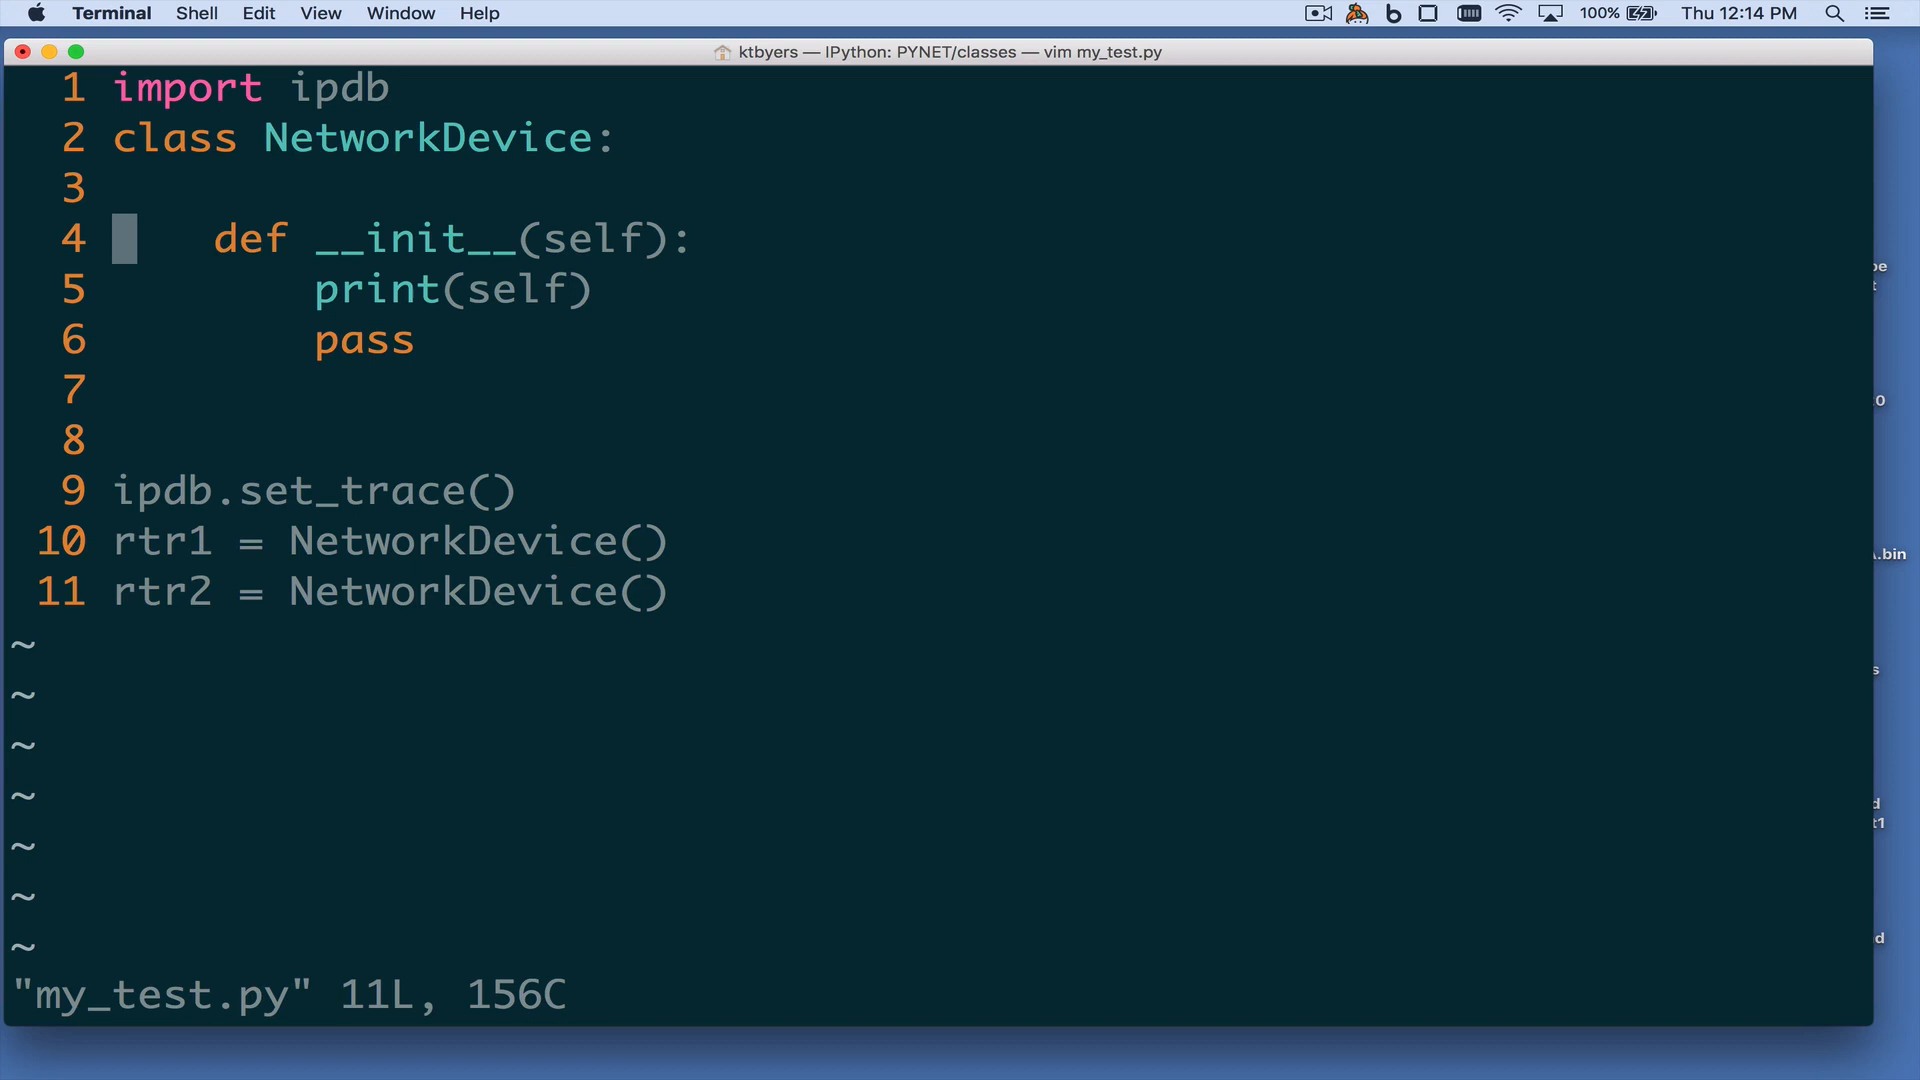 Terminal Shell Edit View Window Help 100% Thu 12:14 PM
ktbyers — IPython: PYNET/classes — vim my_test.py
1 import ipdb
2 class NetworkDevice:
3
4     def __init__(self):
5         print(self)
6         pass
7
8
9 ipdb.set_trace()
10 rtr1 = NetworkDevice()
11 rtr2 = NetworkDevice()
~
~
~
~
~
~
~
"my_test.py" 11L, 156C
.bin